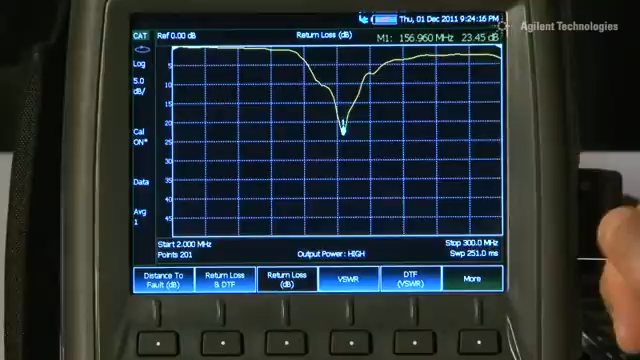 Thu, 01 Dec 2011 9:24:16 PM
Agilent Technologies
CAT
Ref 0.00 dB
Return Loss (dB)
M1: 156.960 MHz 23.45 dB
Log
5.0
dB/
Cal
ON*
Data
Avg
1
5
10
15
20
25
30
35
40
45
Start 2.000 MHz
Stop 300.0 MHz
Points 201
Output Power: HIGH
Swp 251.0 ms
Distance To
Fault (dB)
Return Loss
& DTF
Return Loss
(dB)
VSWR
DTF
(VSWR)
More